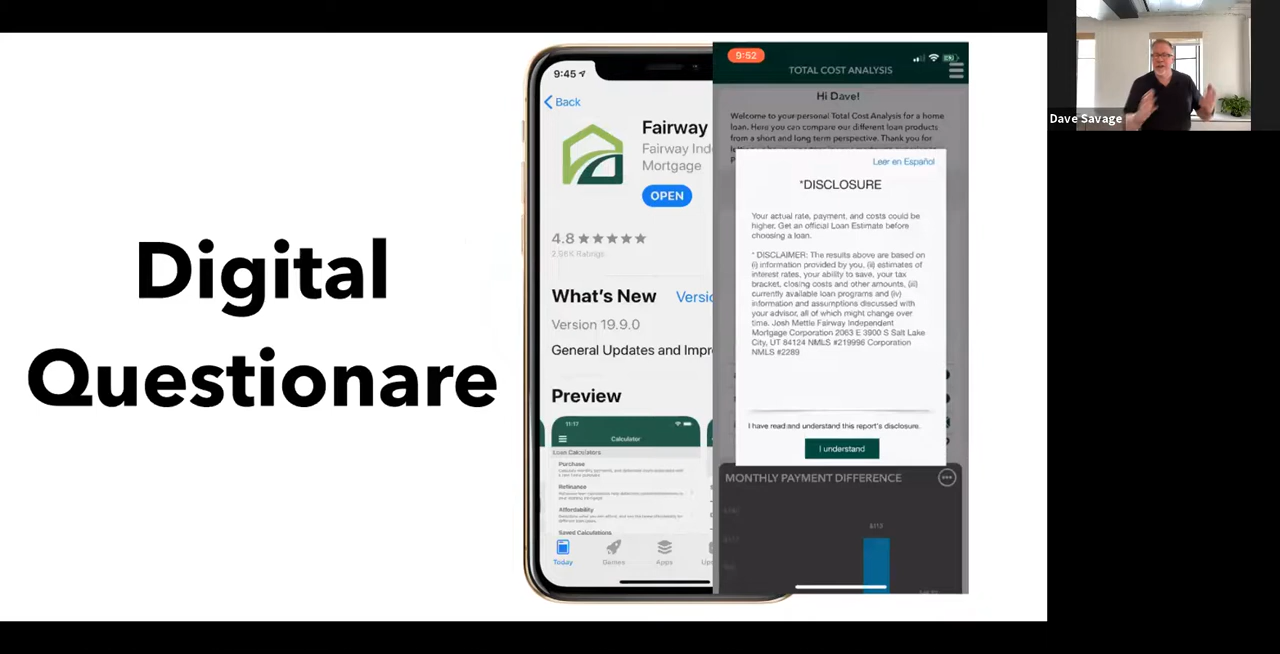 Digital
Questionare
9:45
Back
Fairway
Fairway Ind
Mortgage
OPEN
4.8 ★★★★★
2.96K Ratings
What's New
Versio
Version 19.9.0
General Updates and Impr
Preview
11:17
Calculator
Loan Calculators
Purchase
Refinance
Affordability
Saved Calculations
Today
Games
Apps
9:52
TOTAL COST ANALYSIS
Hi Dave!
Welcome to your personal Total Cost Analysis for a home
loan. Here you can compare our different loan products
from a short and long term perspective. Thank you for
Leer en Español
*DISCLOSURE
Your actual rate, payment, and costs could be
higher. Get an official Loan Estimate before
choosing a loan.
* DISCLAIMER: The results above are based on
(i) information provided by you, (ii) estimates of
interest rates, your ability to save, your tax
bracket, closing costs and other amounts, (iii)
currently available loan programs and (iv)
information and assumptions discussed with
your advisor, all of which might change over
time. Josh Mettle Fairway Independent
Mortgage Corporation 2063 E 3900 S Salt Lake
City, UT 84124 NMLS #219996 Corporation
NMLS #2289
I have read and understand this report's disclosure.
I understand
MONTHLY PAYMENT DIFFERENCE
$113
Dave Savage